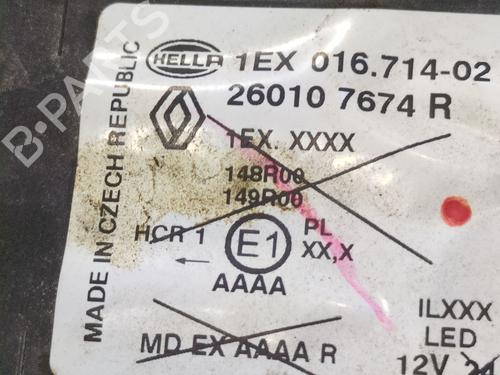 HELLA 1EX 016.714-02
26010 7674 R
1EX. XXXX
148R00
149R00
HCR 1 E1 PL
XX,X
AAAA
MD EX AAAA R
ILXXX
LED
12V 24
MADE IN CZECH REPUBLIC